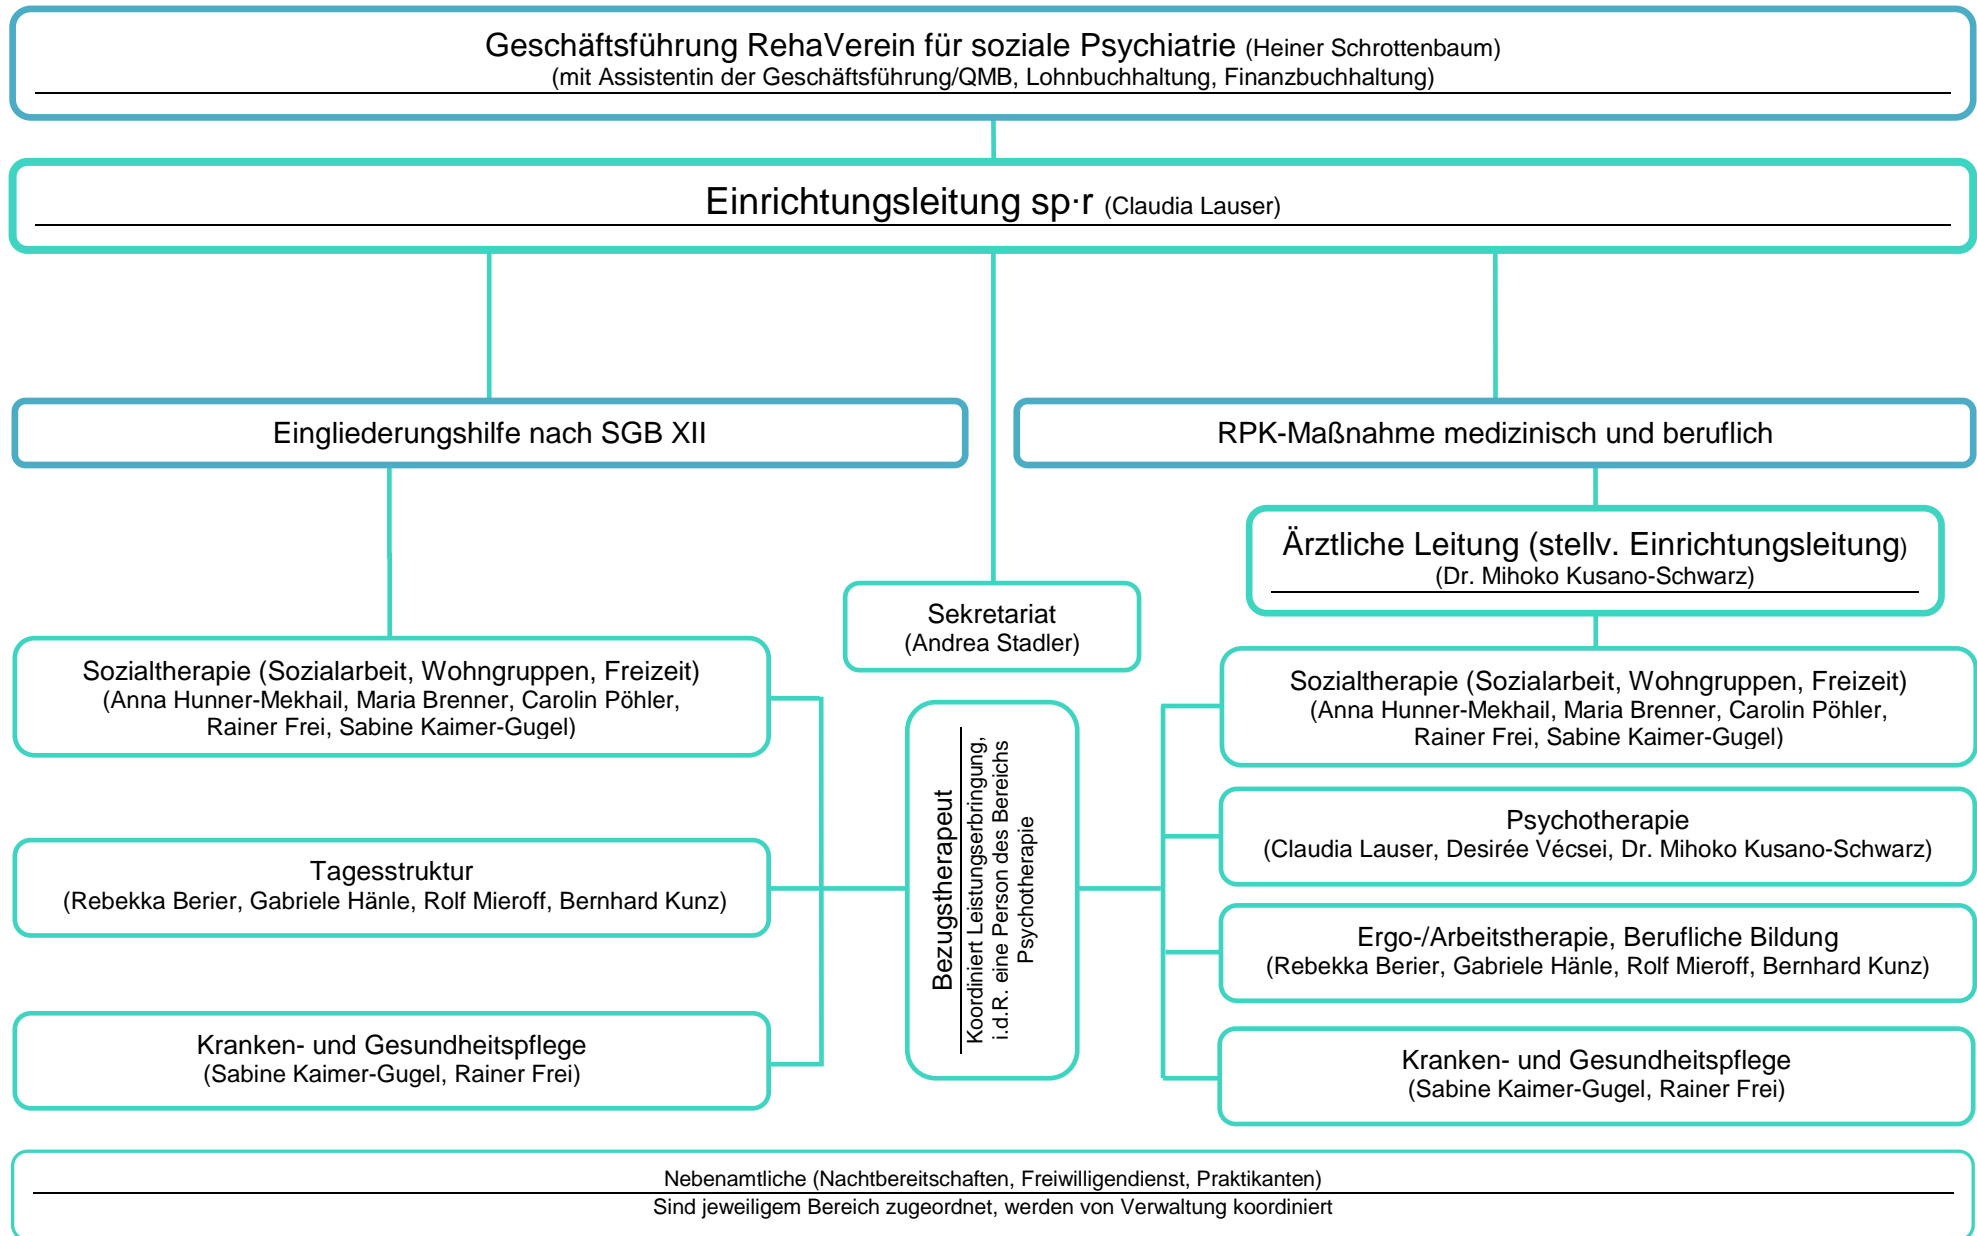 Geschäftsführung RehaVerein für soziale Psychiatrie (Heiner Schrottenbaum)
(mit Assistentin der Geschäftsführung/QMB, Lohnbuchhaltung, Finanzbuchhaltung)
Einrichtungsleitung sp·r (Claudia Lauser)
Eingliederungshilfe nach SGB XII
RPK-Maßnahme medizinisch und beruflich
Ärztliche Leitung (stellv. Einrichtungsleitung)
(Dr. Mihoko Kusano-Schwarz)
Sekretariat
(Andrea Stadler)
Sozialtherapie (Sozialarbeit, Wohngruppen, Freizeit)
(Anna Hunner-Mekhail, Maria Brenner, Carolin Pöhler,
Rainer Frei, Sabine Kaimer-Gugel)
Tagesstruktur
(Rebekka Berier, Gabriele Hänle, Rolf Mieroff, Bernhard Kunz)
Kranken- und Gesundheitspflege
(Sabine Kaimer-Gugel, Rainer Frei)
Bezugstherapeut
Koordiniert Leistungserbringung,
i.d.R. eine Person des Bereichs
Psychotherapie
Sozialtherapie (Sozialarbeit, Wohngruppen, Freizeit)
(Anna Hunner-Mekhail, Maria Brenner, Carolin Pöhler,
Rainer Frei, Sabine Kaimer-Gugel)
Psychotherapie
(Claudia Lauser, Desirée Vécsei, Dr. Mihoko Kusano-Schwarz)
Ergo-/Arbeitstherapie, Berufliche Bildung
(Rebekka Berier, Gabriele Hänle, Rolf Mieroff, Bernhard Kunz)
Kranken- und Gesundheitspflege
(Sabine Kaimer-Gugel, Rainer Frei)
Nebenamtliche (Nachtbereitschaften, Freiwilligendienst, Praktikanten)
Sind jeweiligem Bereich zugeordnet, werden von Verwaltung koordiniert